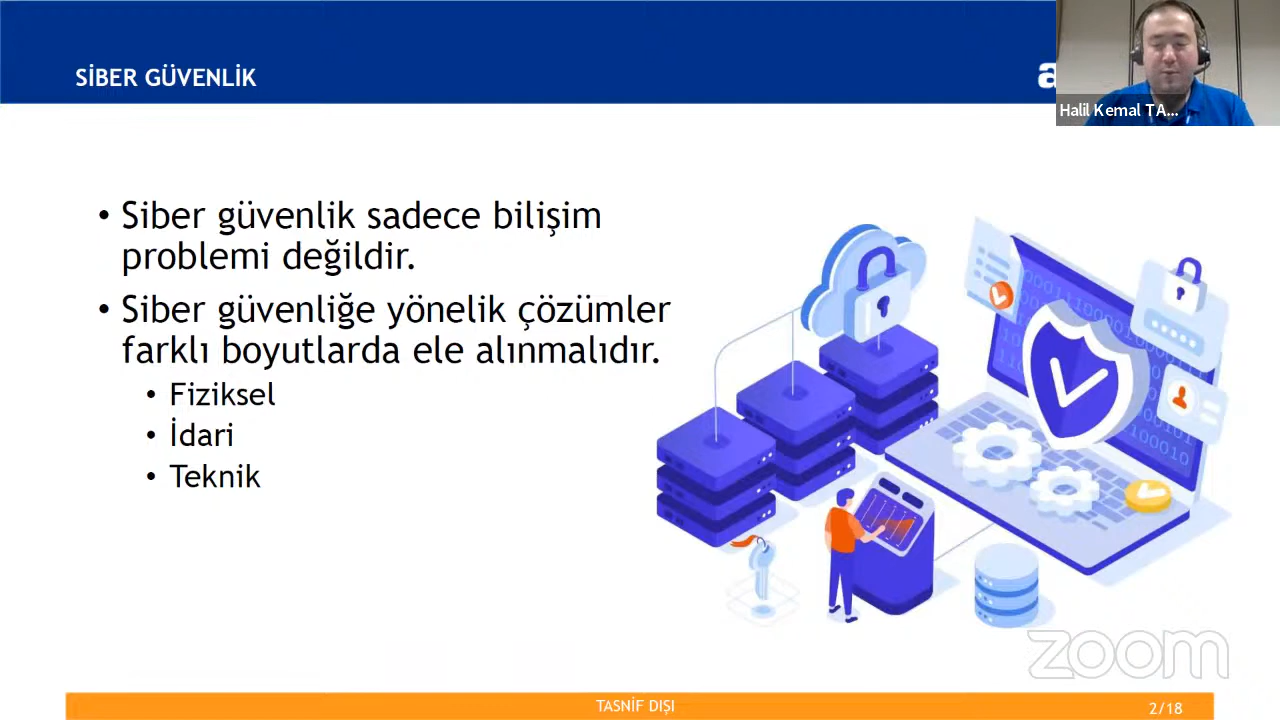 SİBER GÜVENLİK
a
Halil Kemal TA...
• Siber güvenlik sadece bilişim
problemi değildir.
• Siber güvenliğe yönelik çözümler
farklı boyutlarda ele alınmalıdır.
• Fiziksel
• İdari
• Teknik
zoom
TASNİF DIŞI
2/18